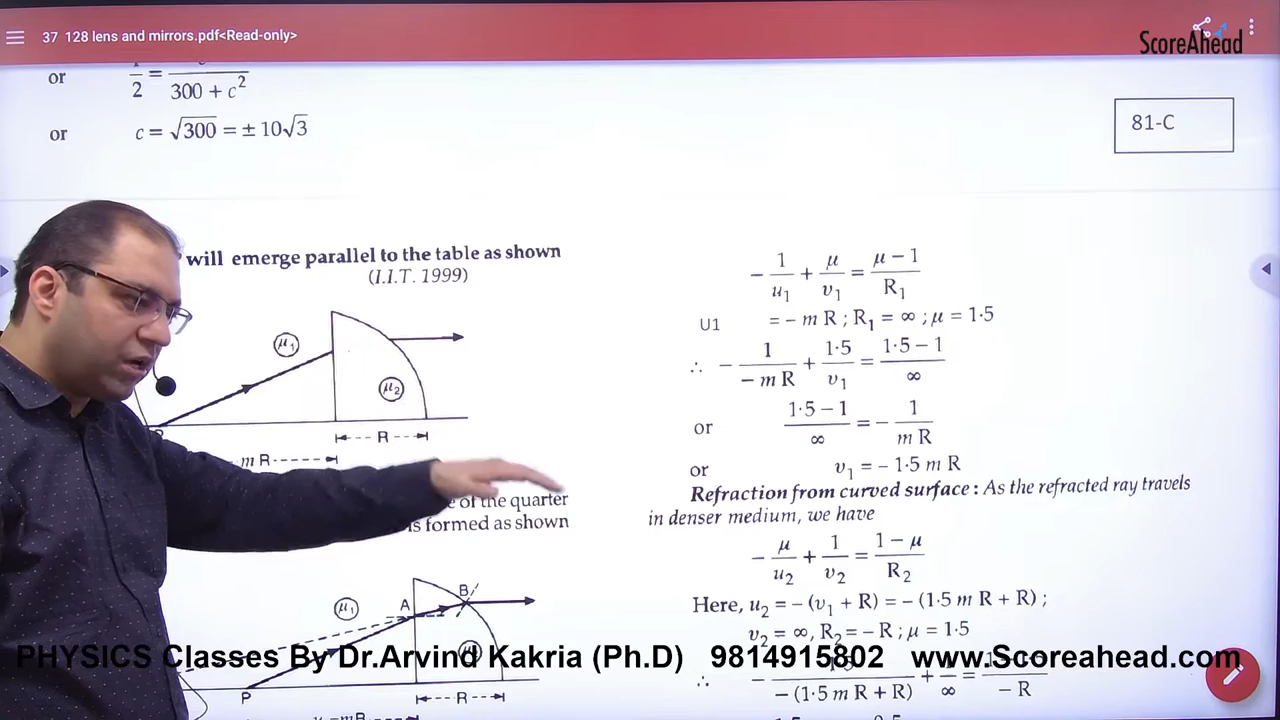 37 128 lens and mirrors.pdf<Read-only>
ScoreAhead
or 2 = 300 + c²
or c = √300 = ± 10√3
81-C
will emerge parallel to the table as shown
(I.I.T. 1999)
μ₁
μ₂
R
m R
of the quarter
is formed as shown
A
B
μ₁
P
R
− 1/u₁ + μ/v₁ = (μ − 1)/R₁
U1 = − m R ; R₁ = ∞ ; μ = 1·5
∴ − 1/(− m R) + 1·5/v₁ = (1·5 − 1)/∞
or (1·5 − 1)/∞ = − 1/(m R)
or v₁ = − 1·5 m R
Refraction from curved surface : As the refracted ray travels
in denser medium, we have
− μ/u₂ + 1/v₂ = (1 − μ)/R₂
Here, u₂ = − (v₁ + R) = − (1·5 m R + R) ;
v₂ = ∞, R₂ = − R ; μ = 1·5
∴ − (1·5 m R + R) + ∞ = − R
PHYSICS Classes By Dr.Arvind Kakria (Ph.D) 9814915802 www.Scoreahead.com